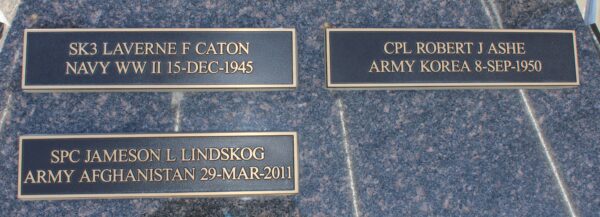 SK3 LAVERNE F CATON
NAVY WW II 15-DEC-1945
CPL ROBERT J ASHE
ARMY KOREA 8-SEP-1950
SPC JAMESON L LINDSKOG
ARMY AFGHANISTAN 29-MAR-2011